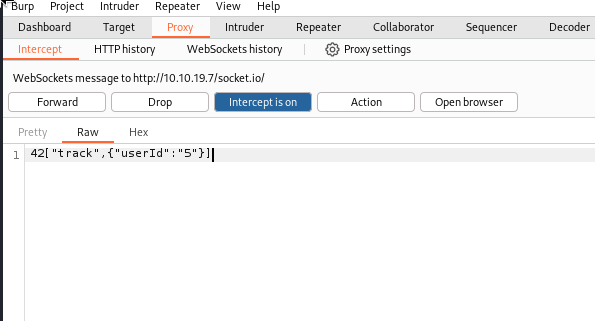 Burp Project Intruder Repeater View Help
Dashboard Target Proxy Intruder Repeater Collaborator Sequencer Decoder
Intercept HTTP history WebSockets history Proxy settings
WebSockets message to http://10.10.19.7/socket.io/
Forward Drop Intercept is on Action Open browser
Pretty Raw Hex
1 42["track",{"userId":"5"}]